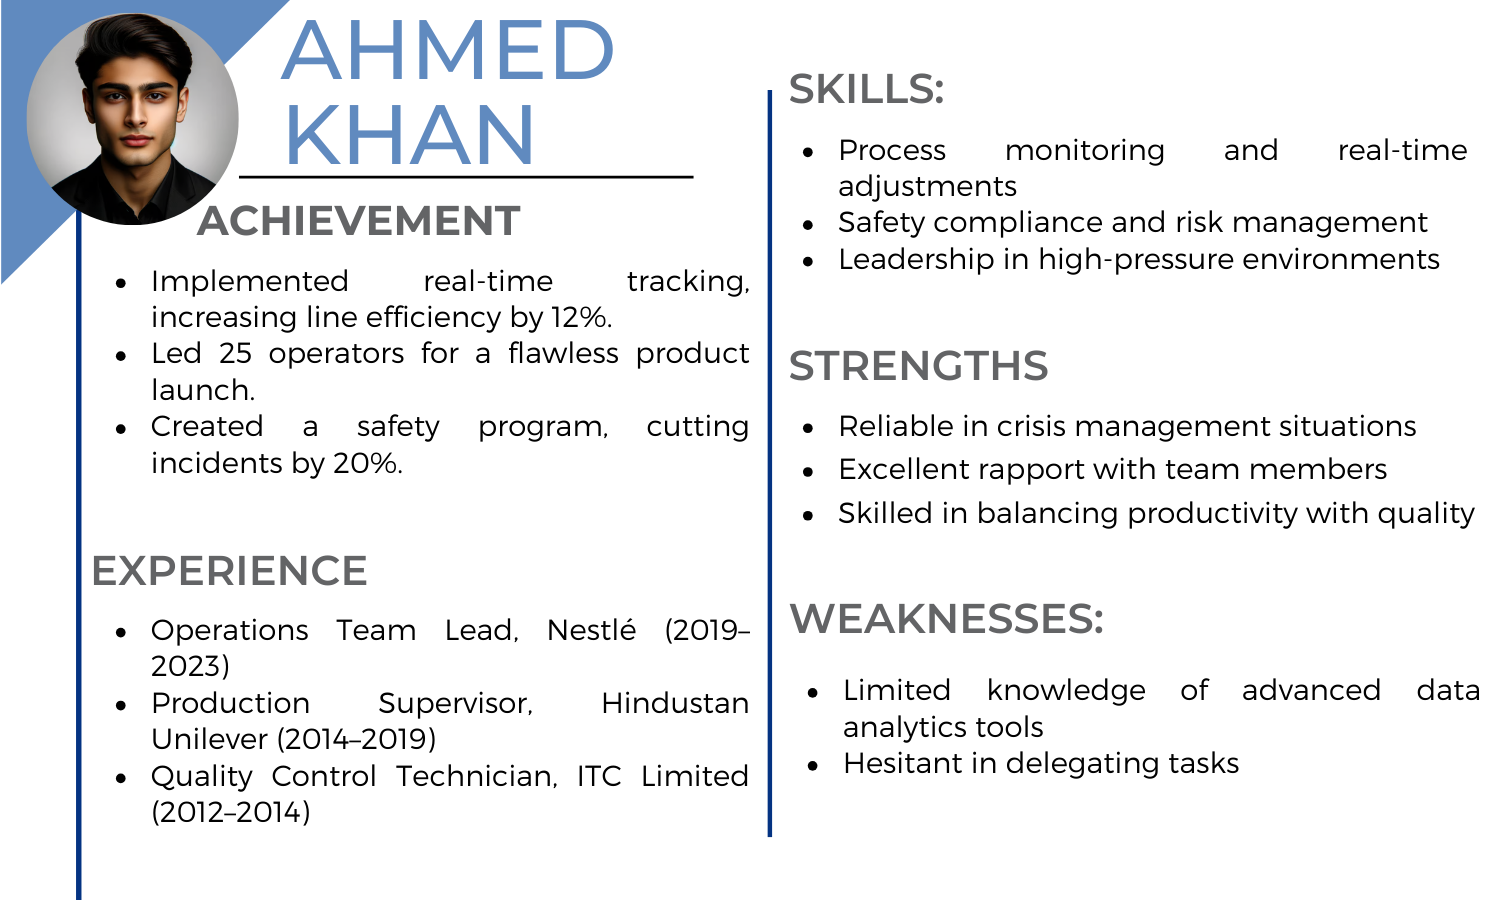 AHMED
KHAN
ACHIEVEMENT
• Implemented real-time tracking,
increasing line efficiency by 12%.
• Led 25 operators for a flawless product
launch.
• Created a safety program, cutting
incidents by 20%.
EXPERIENCE
• Operations Team Lead, Nestlé (2019–
2023)
• Production Supervisor, Hindustan
Unilever (2014–2019)
• Quality Control Technician, ITC Limited
(2012–2014)
SKILLS:
• Process monitoring and real-time
adjustments
• Safety compliance and risk management
• Leadership in high-pressure environments
STRENGTHS
• Reliable in crisis management situations
• Excellent rapport with team members
• Skilled in balancing productivity with quality
WEAKNESSES:
• Limited knowledge of advanced data
analytics tools
• Hesitant in delegating tasks